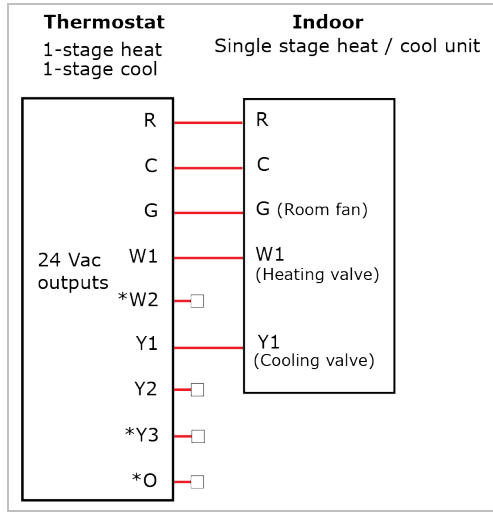 Thermostat
1-stage heat
1-stage cool
Indoor
Single stage heat / cool unit
24 Vac
outputs
R
C
G
W1
*W2
Y1
Y2
*Y3
*O
R
C
G (Room fan)
W1
(Heating valve)
Y1
(Cooling valve)